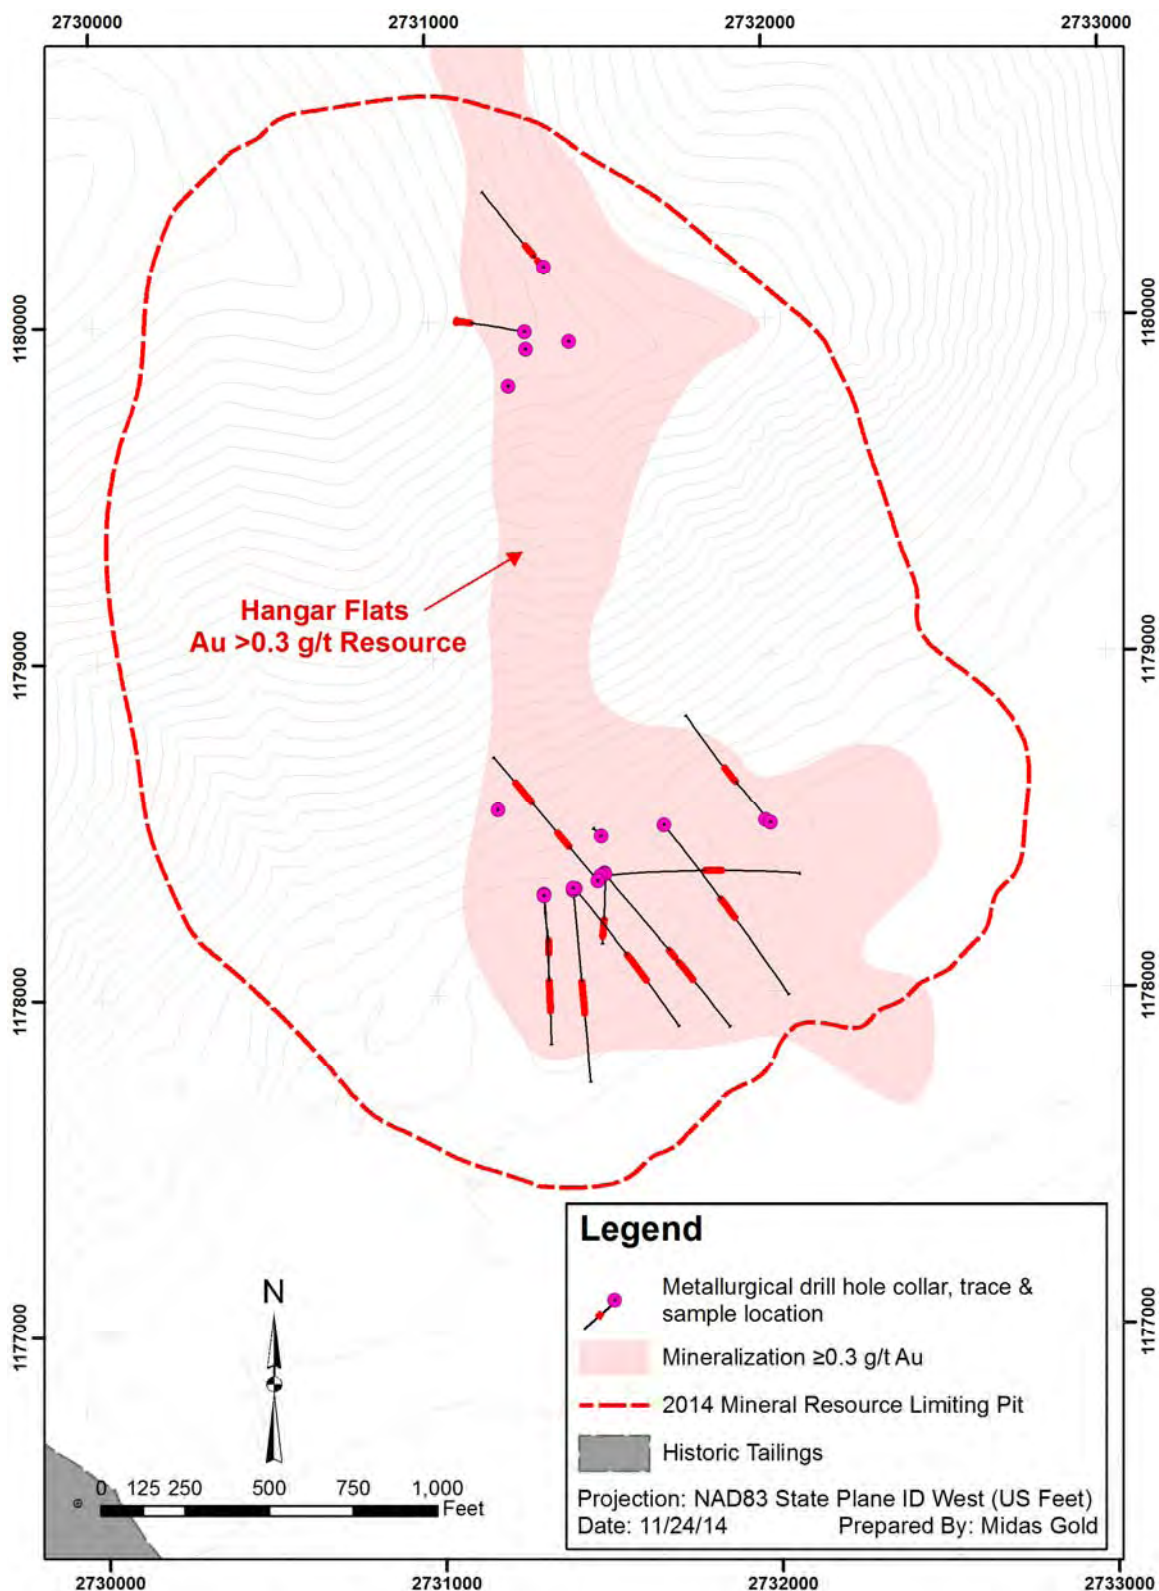 2730000 2731000 2732000 2733000
1180000
1180000
Hangar Flats
Au >0.3 g/t Resource
1179000
1179000
1178000
1178000
1177000
1177000
N
0 125 250 500 750 1,000
Feet
Legend
Metallurgical drill hole collar, trace &
sample location
Mineralization ≥0.3 g/t Au
2014 Mineral Resource Limiting Pit
Historic Tailings
Projection: NAD83 State Plane ID West (US Feet)
Date: 11/24/14 Prepared By: Midas Gold
2730000 2731000 2732000 2733000